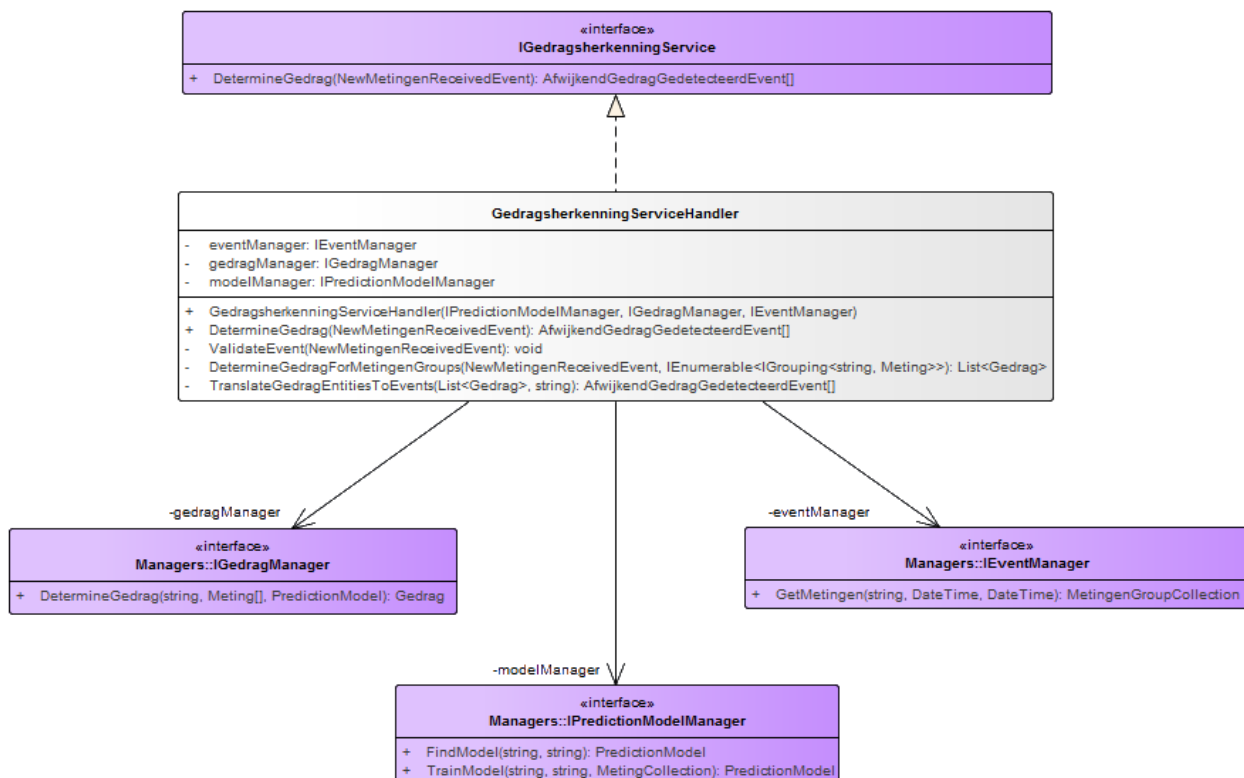 «interface»
IGedragsherkenningService
+ DetermineGedrag(NewMetingenReceivedEvent): AfwijkendGedragGedetecteerdEvent[]
GedragsherkenningServiceHandler
- eventManager: IEventManager
- gedragManager: IGedragManager
- modelManager: IPredictionModelManager
+ GedragsherkenningServiceHandler(IPredictionModelManager, IGedragManager, IEventManager)
+ DetermineGedrag(NewMetingenReceivedEvent): AfwijkendGedragGedetecteerdEvent[]
- ValidateEvent(NewMetingenReceivedEvent): void
- DetermineGedragForMetingenGroups(NewMetingenReceivedEvent, IEnumerable<IGrouping<string, Meting>>): List<Gedrag>
- TranslateGedragEntitiesToEvents(List<Gedrag>, string): AfwijkendGedragGedetecteerdEvent[]
-gedragManager
«interface»
Managers::IGedragManager
+ DetermineGedrag(string, Meting[], PredictionModel): Gedrag
-eventManager
«interface»
Managers::IEventManager
+ GetMetingen(string, DateTime, DateTime): MetingenGroupCollection
-modelManager
«interface»
Managers::IPredictionModelManager
+ FindModel(string, string): PredictionModel
+ TrainModel(string, string, MetingCollection): PredictionModel